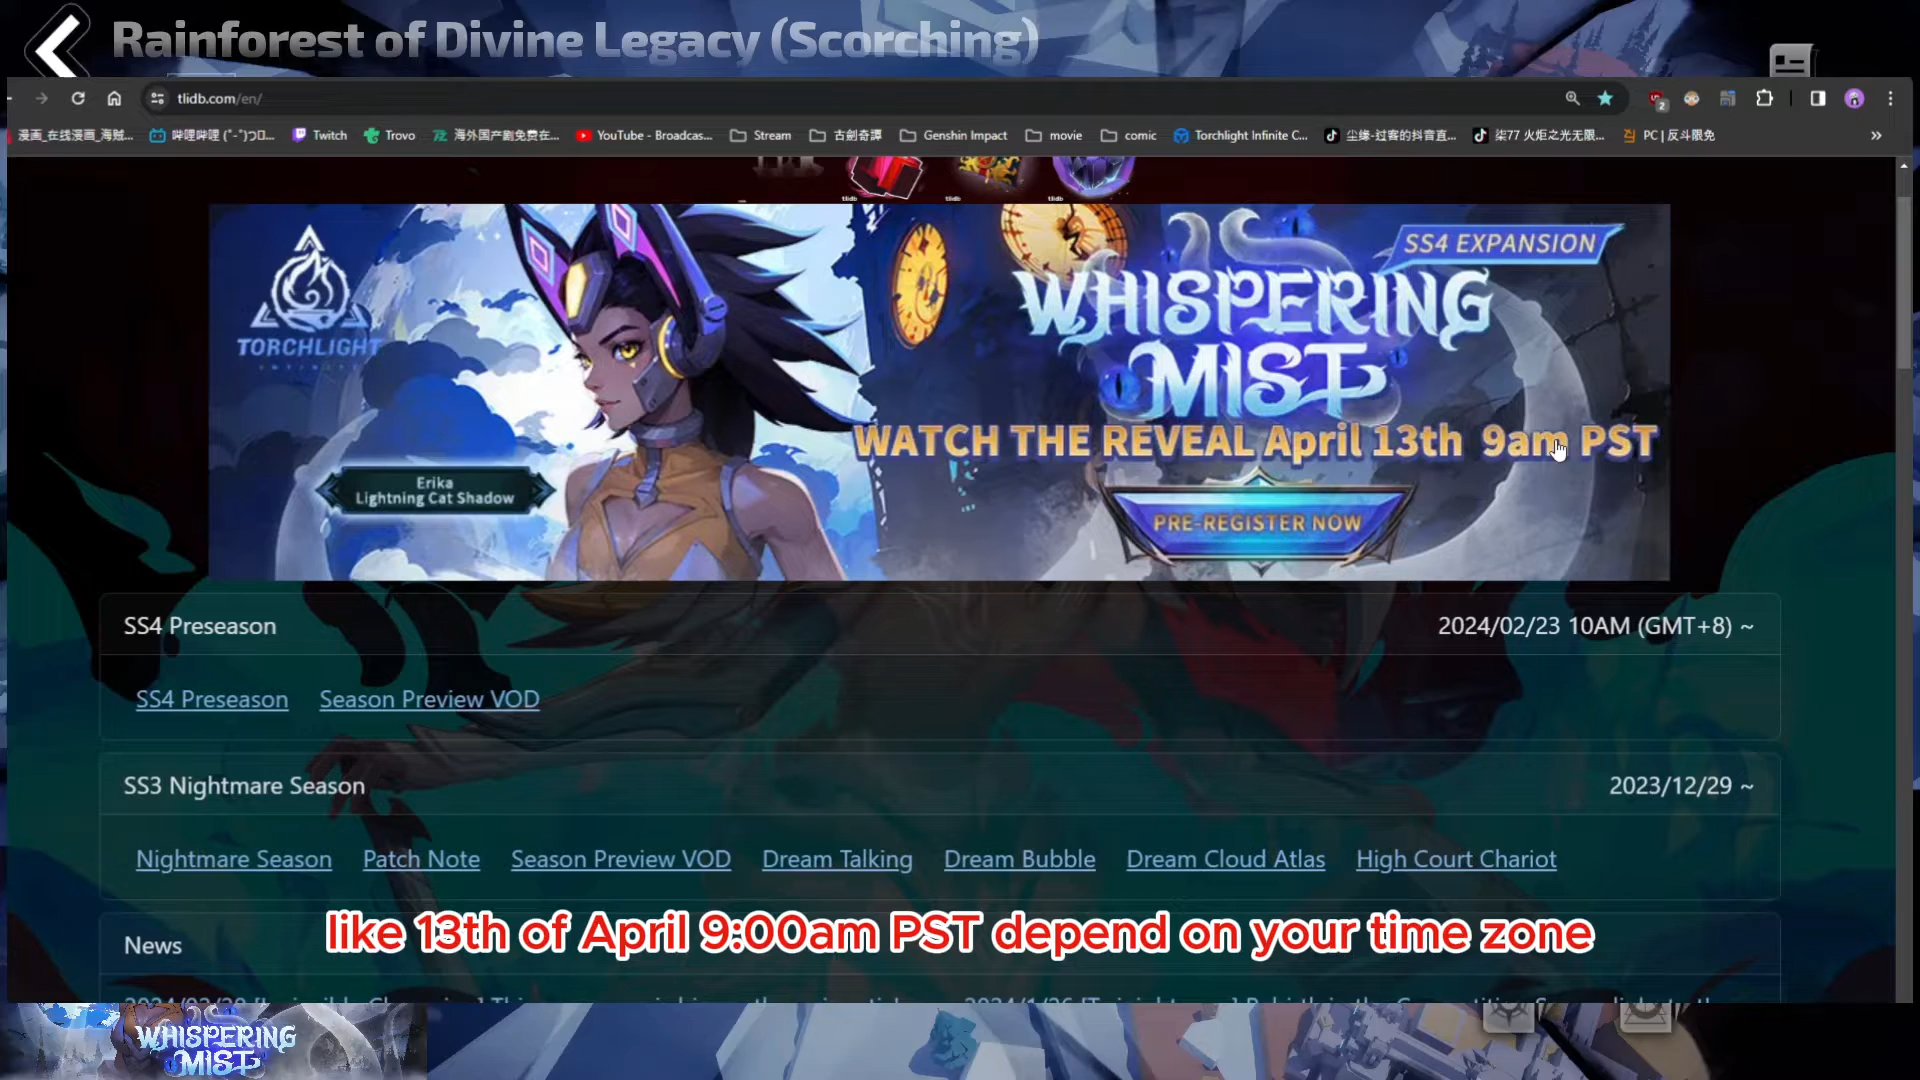 Rainforest of Divine Legacy (Scorching)
tlidb.com/en/
2
漫画_在线漫画_海贼...
哔哩哔哩 (゜-゜)つロ...
Twitch
Trovo
海外国产剧免费在...
YouTube - Broadcas...
Stream
古劍奇譚
Genshin Impact
movie
comic
Torchlight Infinite C...
尘缘-过客的抖音直...
柒77 火炬之光无限...
PC | 反斗限免
tlidb tlidb tlidb
TORCHLIGHT
INFINITE
SS4 EXPANSION
WHISPERING
MIST
WATCH THE REVEAL April 13th 9am PST
Erika
Lightning Cat Shadow
PRE-REGISTER NOW
SS4 Preseason
2024/02/23 10AM (GMT+8) ~
SS4 Preseason
Season Preview VOD
SS3 Nightmare Season
2023/12/29 ~
Nightmare Season
Patch Note
Season Preview VOD
Dream Talking
Dream Bubble
Dream Cloud Atlas
High Court Chariot
like 13th of April 9:00am PST depend on your time zone
News
WHISPERING
MIST